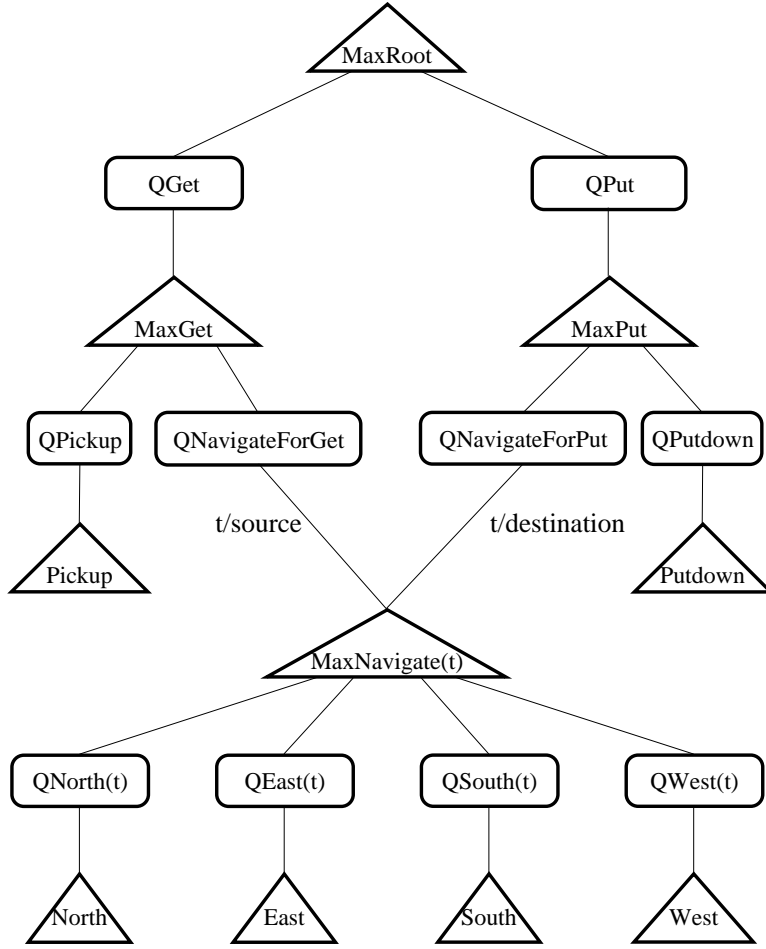 MaxRoot
QGet
QPut
MaxGet
MaxPut
QPickup
QNavigateForGet
QNavigateForPut
QPutdown
t/source
t/destination
Pickup
Putdown
MaxNavigate(t)
QNorth(t)
QEast(t)
QSouth(t)
QWest(t)
North
East
South
West